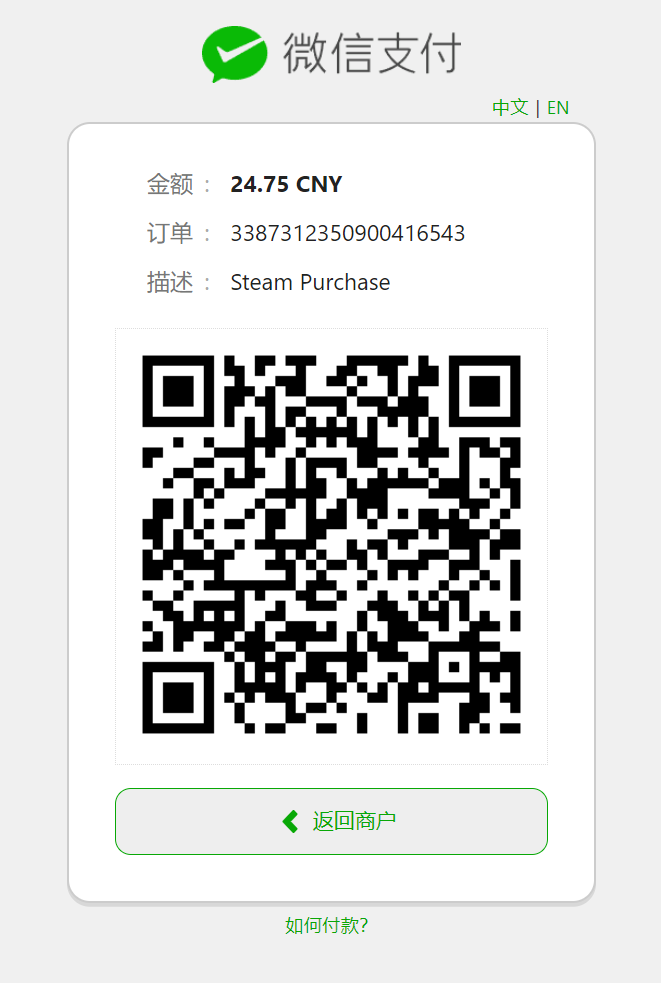 微信支付
中文 | EN
金额 : 24.75 CNY
订单 : 3387312350900416543
描述 : Steam Purchase
返回商户
如何付款?